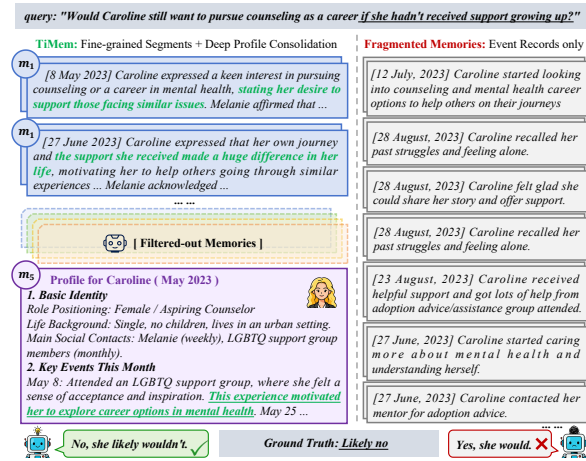 query: "Would Caroline still want to pursue counseling as a career if she hadn't received support growing up?"
TiMem: Fine-grained Segments + Deep Profile Consolidation
m1
[8 May 2023] Caroline expressed a keen interest in pursuing
counseling or a career in mental health, stating her desire to
support those facing similar issues. Melanie affirmed that ...
m1
[27 June 2023] Caroline expressed that her own journey
and the support she received made a huge difference in her
life, motivating her to help others going through similar
experiences ... Melanie acknowledged ...
... ...
[ Filtered-out Memories ]
m5
Profile for Caroline ( May 2023 )
1. Basic Identity
Role Positioning: Female / Aspiring Counselor
Life Background: Single, no children, lives in an urban setting.
Main Social Contacts: Melanie (weekly), LGBTQ support group
members (monthly).
2. Key Events This Month
May 8: Attended an LGBTQ support group, where she felt a
sense of acceptance and inspiration. This experience motivated
her to explore career options in mental health. May 25 ...
Fragmented Memories: Event Records only
[12 July, 2023] Caroline started looking
into counseling and mental health career
options to help others on their journeys
[28 August, 2023] Caroline recalled her
past struggles and feeling alone.
[28 August, 2023] Caroline felt glad she
could share her story and offer support.
[28 August, 2023] Caroline recalled her
past struggles and feeling alone.
[23 August, 2023] Caroline received
helpful support and got lots of help from
adoption advice/assistance group attended.
[27 June, 2023] Caroline started caring
more about mental health and
understanding herself.
[27 June, 2023] Caroline contacted her
mentor for adoption advice.
... ...
No, she likely wouldn't.
Ground Truth: Likely no
Yes, she would.